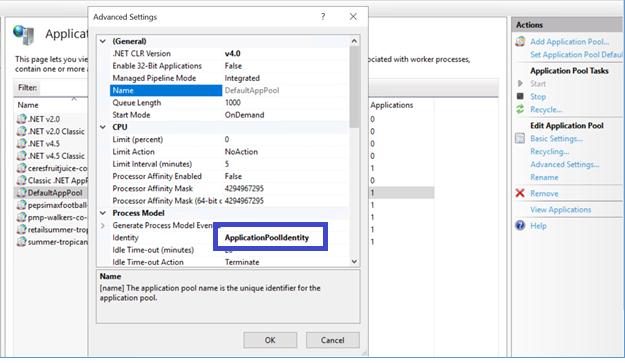 Advanced Settings
Applica
This page lets you vie
ociated with worker processes,
contain one or more a
Filter:
Name
Applications
.NET v2.0
0
.NET v2.0 Classic
0
.NET v4.5
0
.NET v4.5 Classic
0
ceresfruitjuice-co
1
Classic .NET AppP
0
DefaultAppPool
1
pepsimaxfootball-
1
pmp-walkers-co-
1
retailsummer-trop
1
summer-tropican
1
(General)
.NET CLR Version
v4.0
Enable 32-Bit Applications
False
Managed Pipeline Mode
Integrated
Name
DefaultAppPool
Queue Length
1000
Start Mode
OnDemand
CPU
Limit (percent)
0
Limit Action
NoAction
Limit Interval (minutes)
5
Processor Affinity Enabled
False
Processor Affinity Mask
4294967295
Processor Affinity Mask (64-bit c
4294967295
Process Model
Generate Process Model Event
Identity
ApplicationPoolIdentity
Idle Time-out (minutes)
Idle Time-out Action
Terminate
Name
[name] The application pool name is the unique identifier for the
application pool.
OK
Cancel
Actions
Add Application Pool...
Set Application Pool Defaul
Application Pool Tasks
Start
Stop
Recycle...
Edit Application Pool
Basic Settings...
Recycling...
Advanced Settings...
Rename
Remove
View Applications
Help